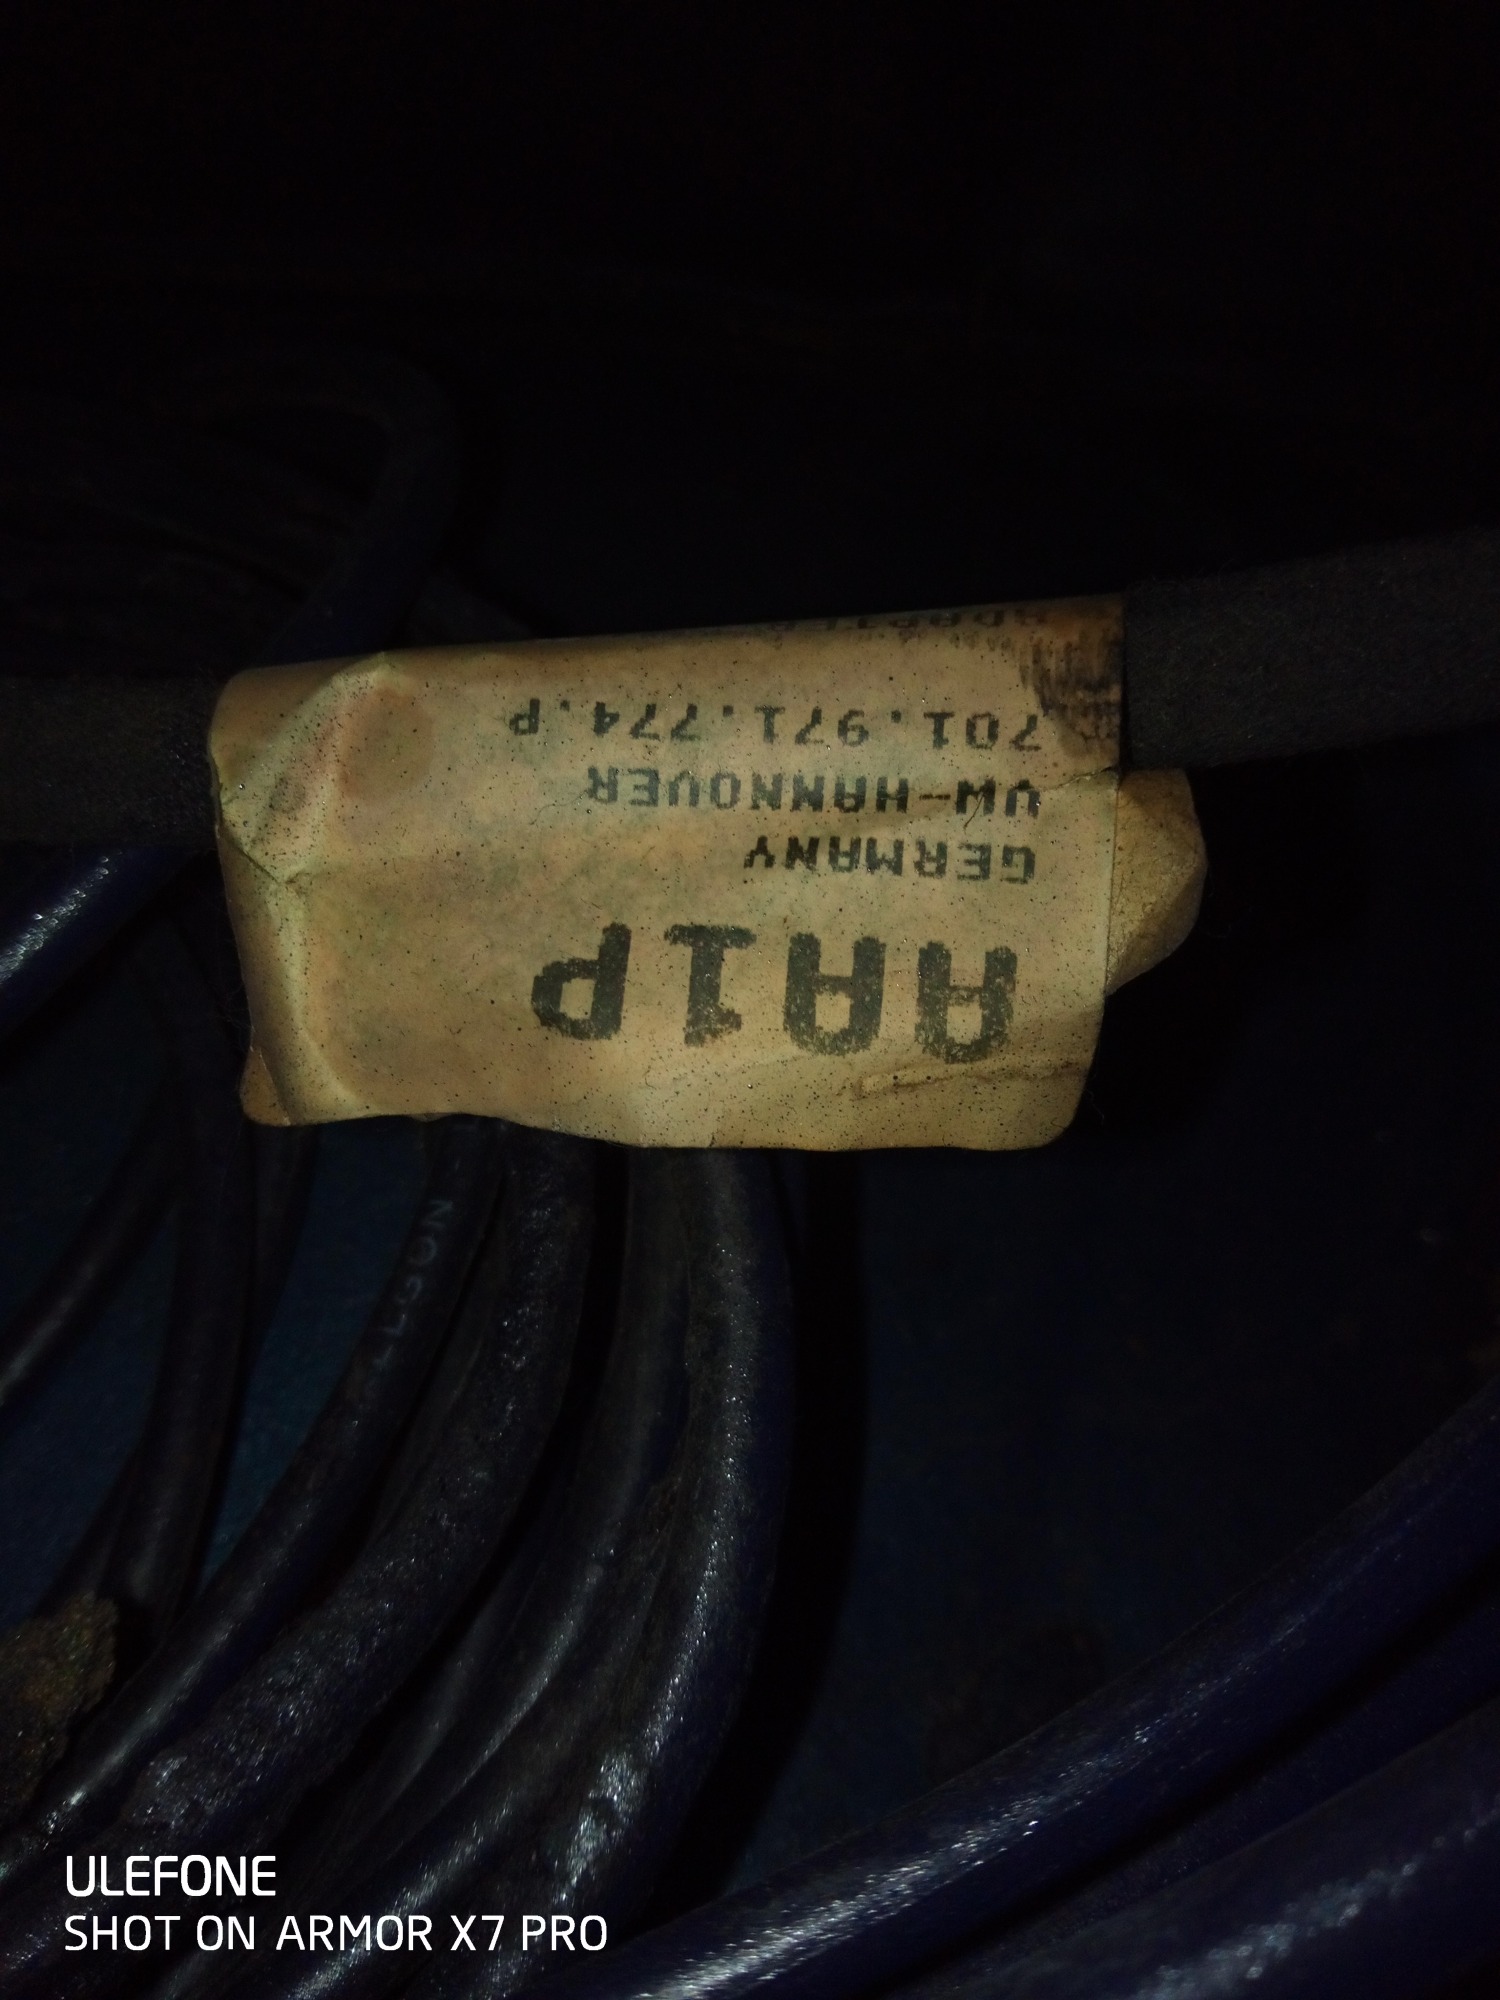 AA1P
GERMANY
VW-HANNOVER
701.971.774.P
ULEFONE
SHOT ON ARMOR X7 PRO